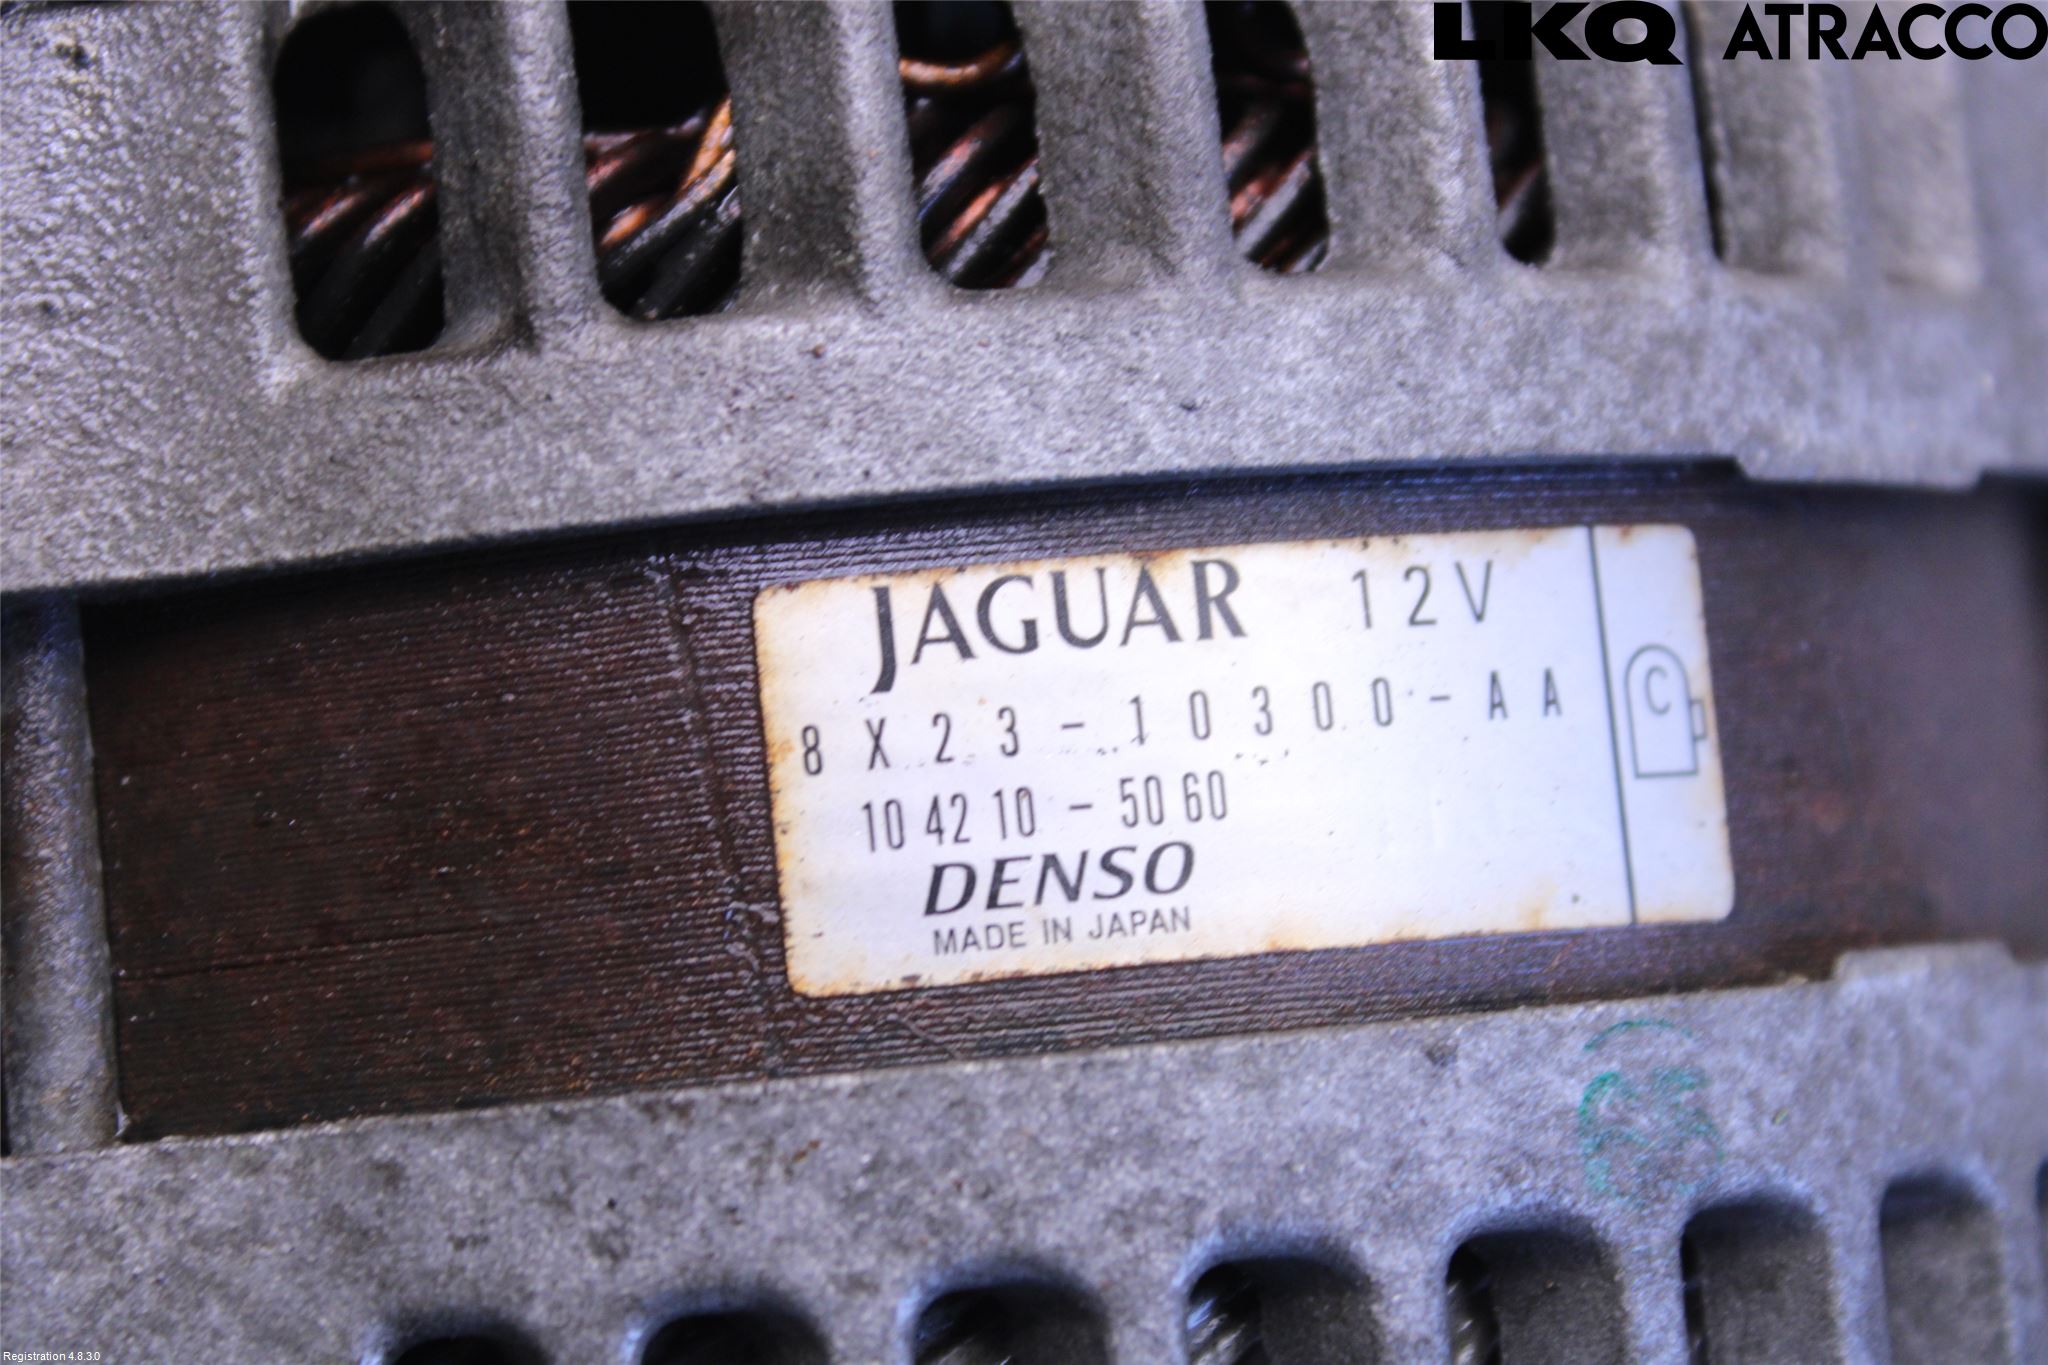 LKQ ATRACCO
JAGUAR 12V
8X23-10300-AA
C
104210-5060
DENSO
MADE IN JAPAN
Registration 4.8.3.0